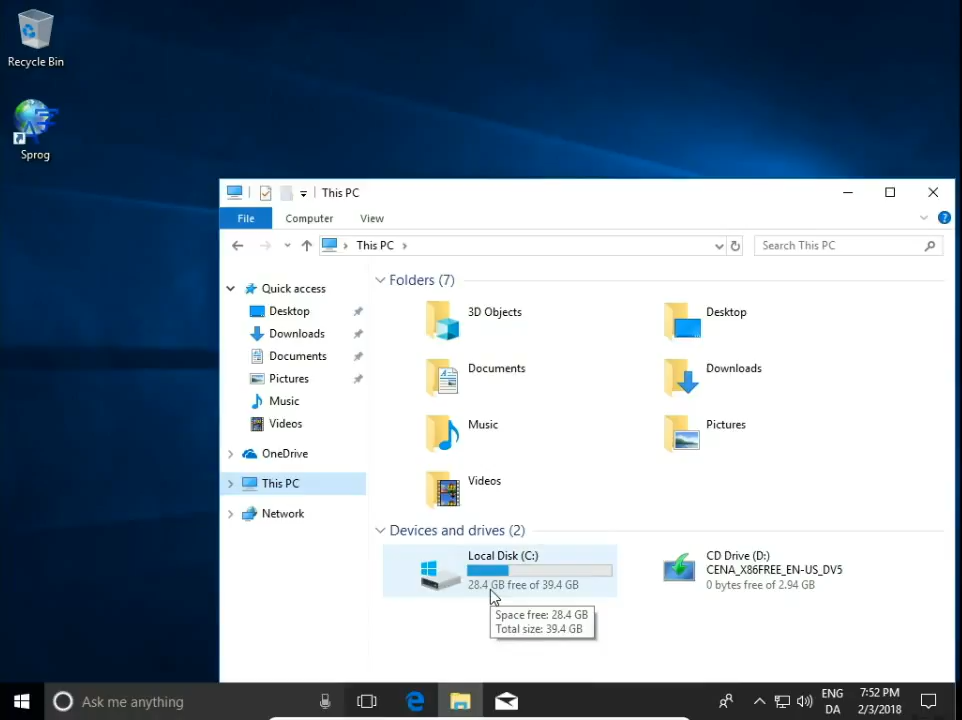 Recycle Bin
Sprog
This PC
File Computer View
This PC
Search This PC
Quick access
Desktop
Downloads
Documents
Pictures
Music
Videos
OneDrive
This PC
Network
Folders (7)
3D Objects
Desktop
Documents
Downloads
Music
Pictures
Videos
Devices and drives (2)
Local Disk (C:)
28.4 GB free of 39.4 GB
CD Drive (D:)
CENA_X86FREE_EN-US_DV5
0 bytes free of 2.94 GB
Space free: 28.4 GB
Total size: 39.4 GB
Ask me anything
ENG
DA
7:52 PM
2/3/2018